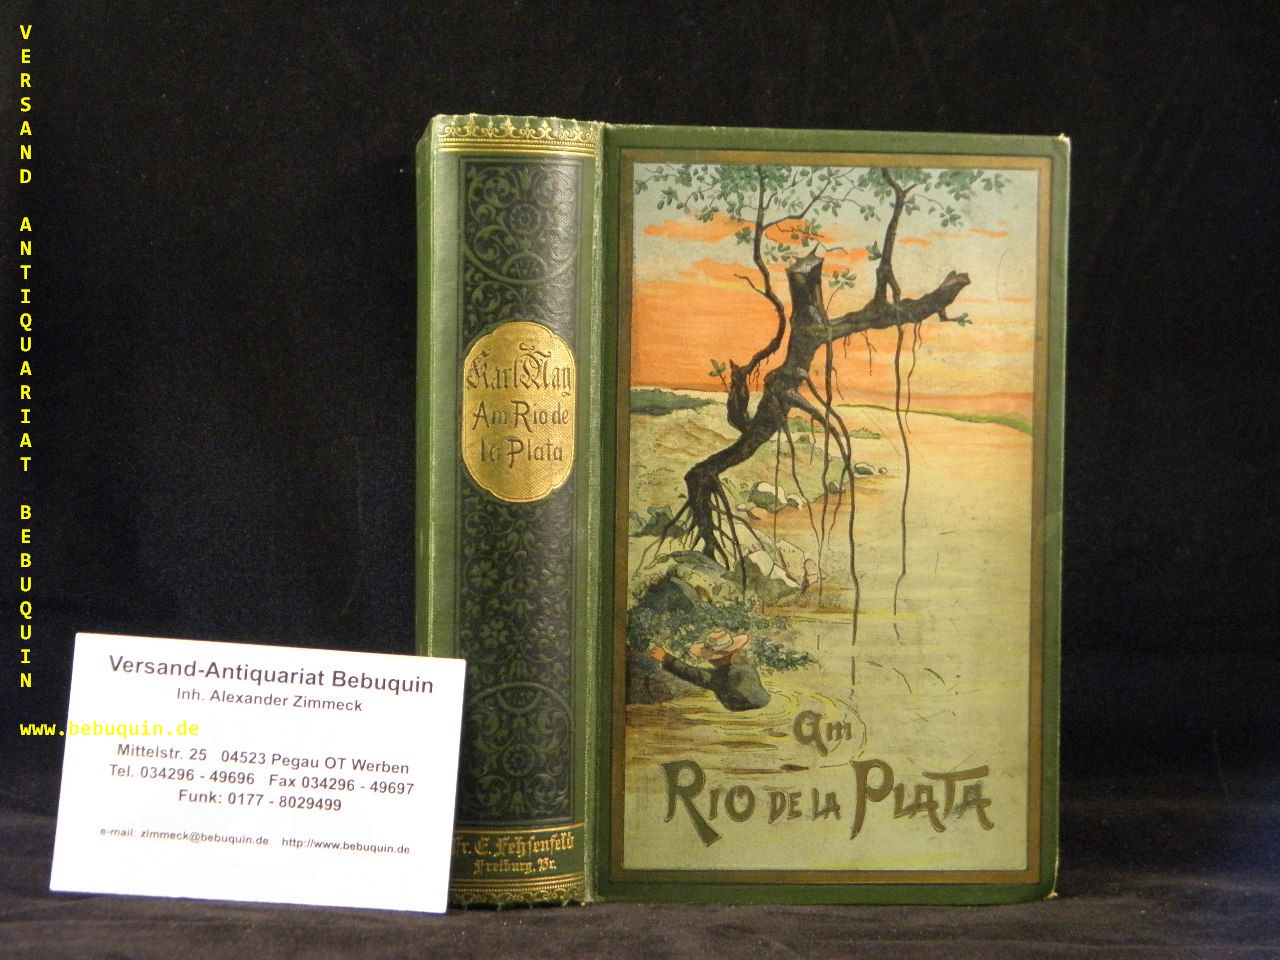 VERSAND ANTIQUARIAT BEBUQUIN
www.bebuquin.de
Karl May
Am Rio de
la Plata
Fr. E. Fehsenfeld
Freiburg, Br.
Am
RIO DE LA PLATA
Versand-Antiquariat Bebuquin
Inh. Alexander Zimmeck
Mittelstr. 25 04523 Pegau OT Werben
Tel. 034296 - 49696 Fax 034296 - 49697
Funk: 0177 - 8029499
e-mail: zimmeck@bebuquin.de http://www.bebuquin.de